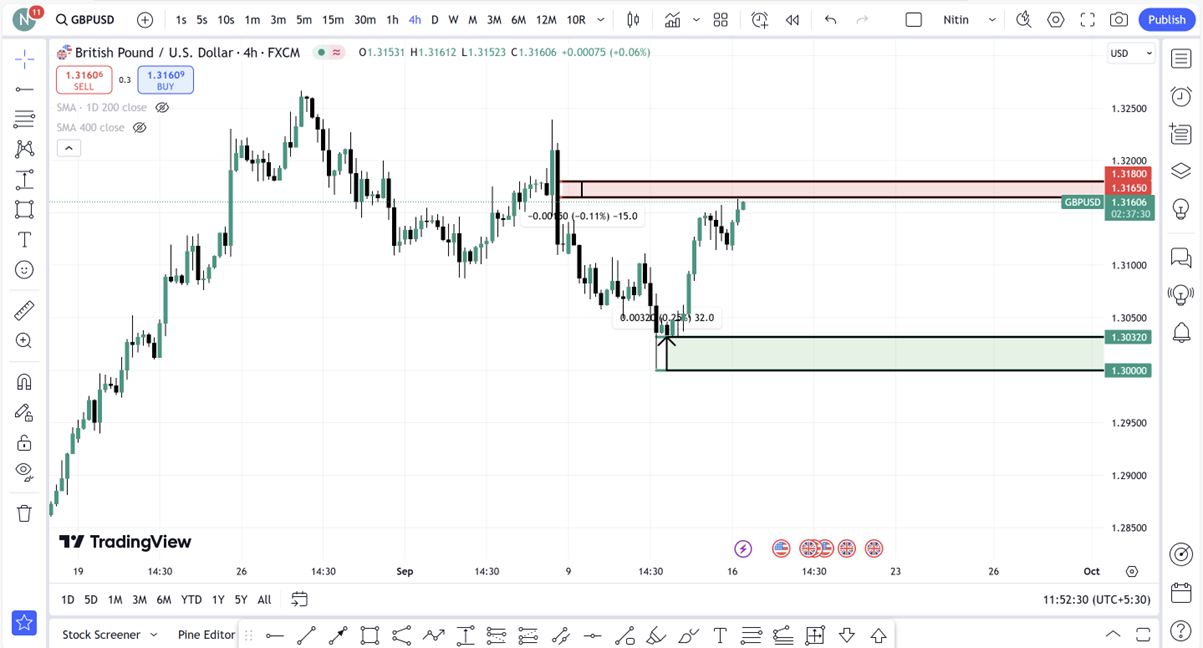 N 11 GBPUSD 1s 5s 10s 1m 3m 5m 15m 30m 1h 4h D W M 3M 6M 12M 10R Nitin Publish
British Pound / U.S. Dollar · 4h · FXCM O1.31531 H1.31612 L1.31523 C1.31606 +0.00075 (+0.06%) USD
1.31606 0.3 1.31609
SELL BUY
SMA · 1D 200 close
SMA 400 close
1.32500
1.32000
1.31800
1.31650
GBPUSD 1.31606
02:37:30
−0.00150 (−0.11%) −15.0
1.31000
0.00320 (0.25%) 32.0
1.30500
1.30320
1.30000
1.29500
1.29000
1.28500
TradingView
19 14:30 26 14:30 Sep 14:30 9 14:30 16 14:30 23 26 Oct
1D 5D 1M 3M 6M YTD 1Y 5Y All 11:52:30 (UTC+5:30)
Stock Screener Pine Editor